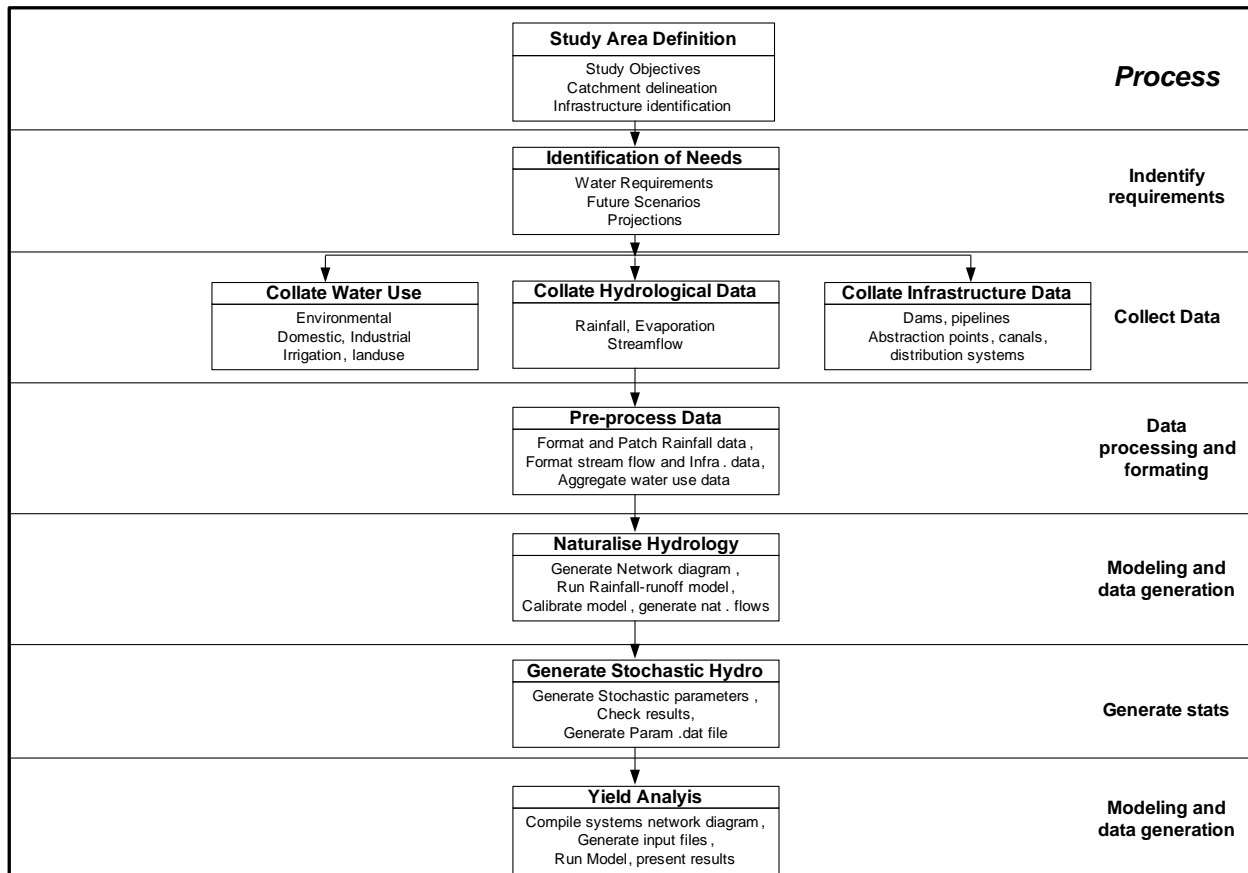 Study Area Definition
Study Objectives
Catchment delineation
Infrastructure identification
Process
Identification of Needs
Water Requirements
Future Scenarios
Projections
Indentify
requirements
Collate Water Use
Environmental
Domestic, Industrial
Irrigation, landuse
Collate Hydrological Data
Rainfall, Evaporation
Streamflow
Collate Infrastructure Data
Dams, pipelines
Abstraction points, canals,
distribution systems
Collect Data
Pre-process Data
Format and Patch Rainfall data ,
Format stream flow and Infra . data,
Aggregate water use data
Data
processing and
formating
Naturalise Hydrology
Generate Network diagram ,
Run Rainfall-runoff model,
Calibrate model , generate nat . flows
Modeling and
data generation
Generate Stochastic Hydro
Generate Stochastic parameters ,
Check results,
Generate Param .dat file
Generate stats
Yield Analyis
Compile systems network diagram ,
Generate input files ,
Run Model, present results
Modeling and
data generation